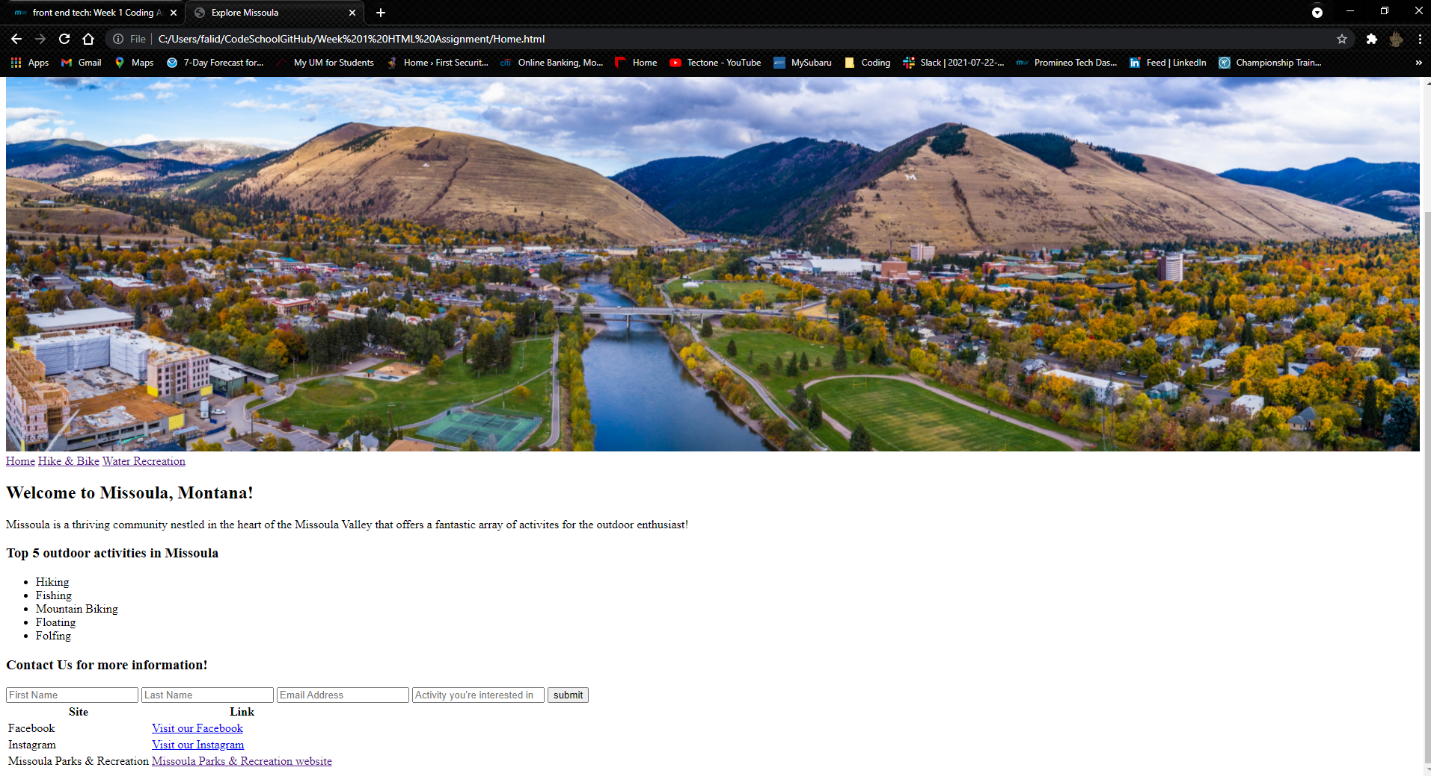 front end tech: Week 1 Coding A
Explore Missoula
File | C:/Users/falid/CodeSchoolGitHub/Week%201%20HTML%20Assignment/Home.html
Apps Gmail Maps 7-Day Forecast for... My UM for Students Home › First Securit... citi Online Banking, Mo... Home Tectone - YouTube MySubaru Coding Slack | 2021-07-22-... Promineo Tech Das... Feed | LinkedIn Championship Train... »
M
Home Hike & Bike Water Recreation
Welcome to Missoula, Montana!
Missoula is a thriving community nestled in the heart of the Missoula Valley that offers a fantastic array of activites for the outdoor enthusiast!
Top 5 outdoor activities in Missoula
• Hiking
• Fishing
• Mountain Biking
• Floating
• Folfing
Contact Us for more information!
First Name Last Name Email Address Activity you're interested in submit
Site Link
Facebook Visit our Facebook
Instagram Visit our Instagram
Missoula Parks & Recreation Missoula Parks & Recreation website